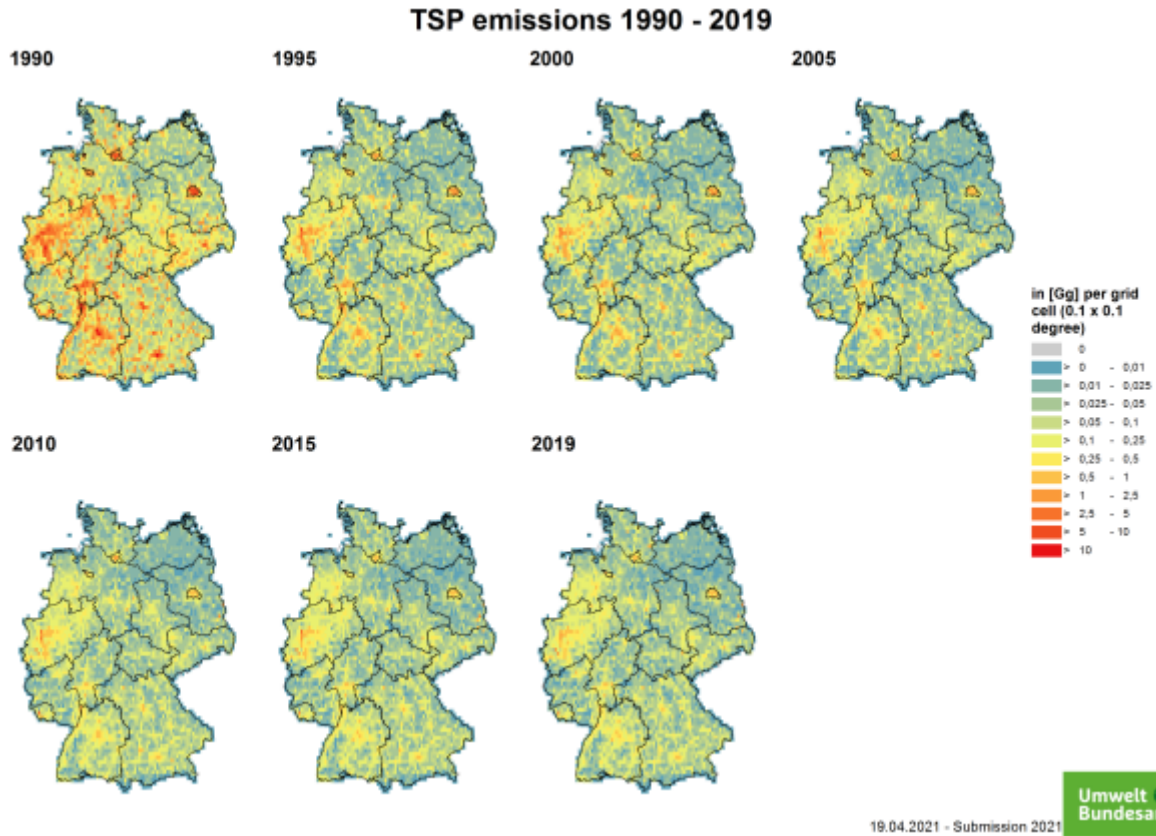 TSP emissions 1990 - 2019
1990
1995
2000
2005
2010
2015
2019
in [Gg] per grid
cell (0.1 x 0.1
degree)
0
> 0 - 0,01
> 0,01 - 0,025
> 0,025 - 0,05
> 0,05 - 0,1
> 0,1 - 0,25
> 0,25 - 0,5
> 0,5 - 1
> 1 - 2,5
> 2,5 - 5
> 5 - 10
> 10
Umwelt
Bundesa
19.04.2021 - Submission 2021